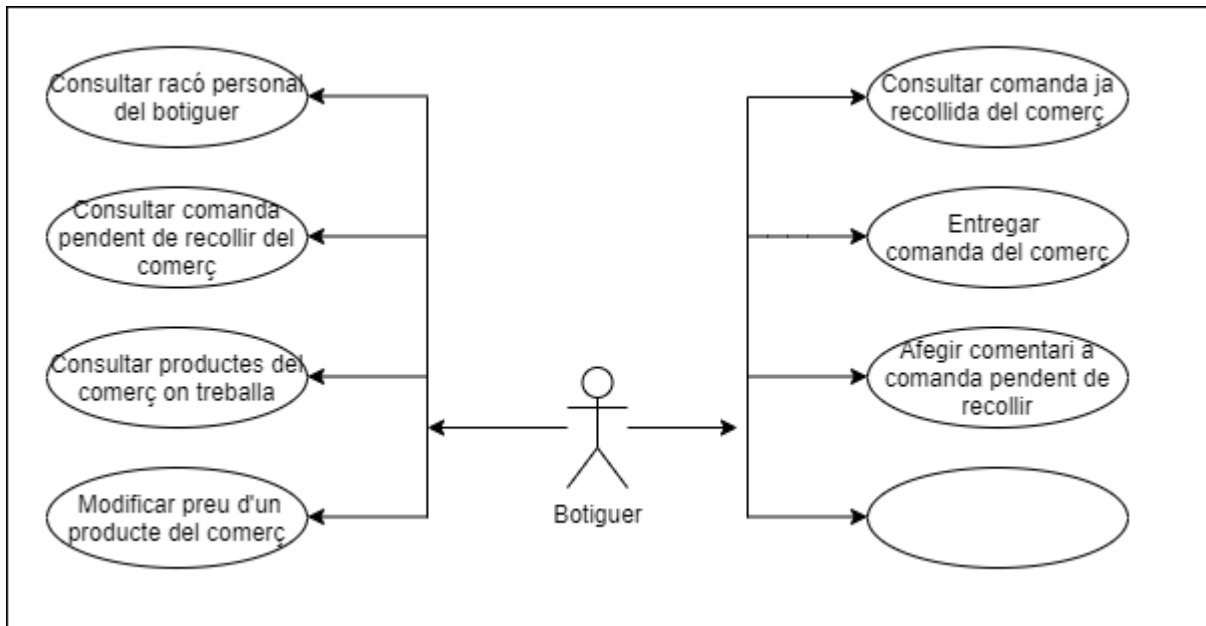 Consultar racó personal
del botiguer
Consultar comanda
pendent de recollir del
comerç
Consultar productes del
comerç on treballa
Modificar preu d'un
producte del comerç
Botiguer
Consultar comanda ja
recollida del comerç
Entregar
comanda del comerç
Afegir comentari a
comanda pendent de
recollir